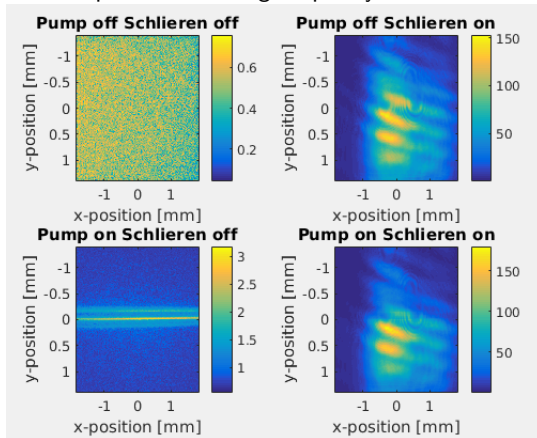 Pump off Schlieren off
Pump off Schlieren on
y-position [mm]
-1
-0.5
0
0.5
1
-1 0 1
x-position [mm]
0.6
0.4
0.2
y-position [mm]
-1
-0.5
0
0.5
1
-1 0 1
x-position [mm]
150
100
50
Pump on Schlieren off
Pump on Schlieren on
y-position [mm]
-1
-0.5
0
0.5
1
-1 0 1
x-position [mm]
3
2.5
2
1.5
1
y-position [mm]
-1
-0.5
0
0.5
1
-1 0 1
x-position [mm]
150
100
50